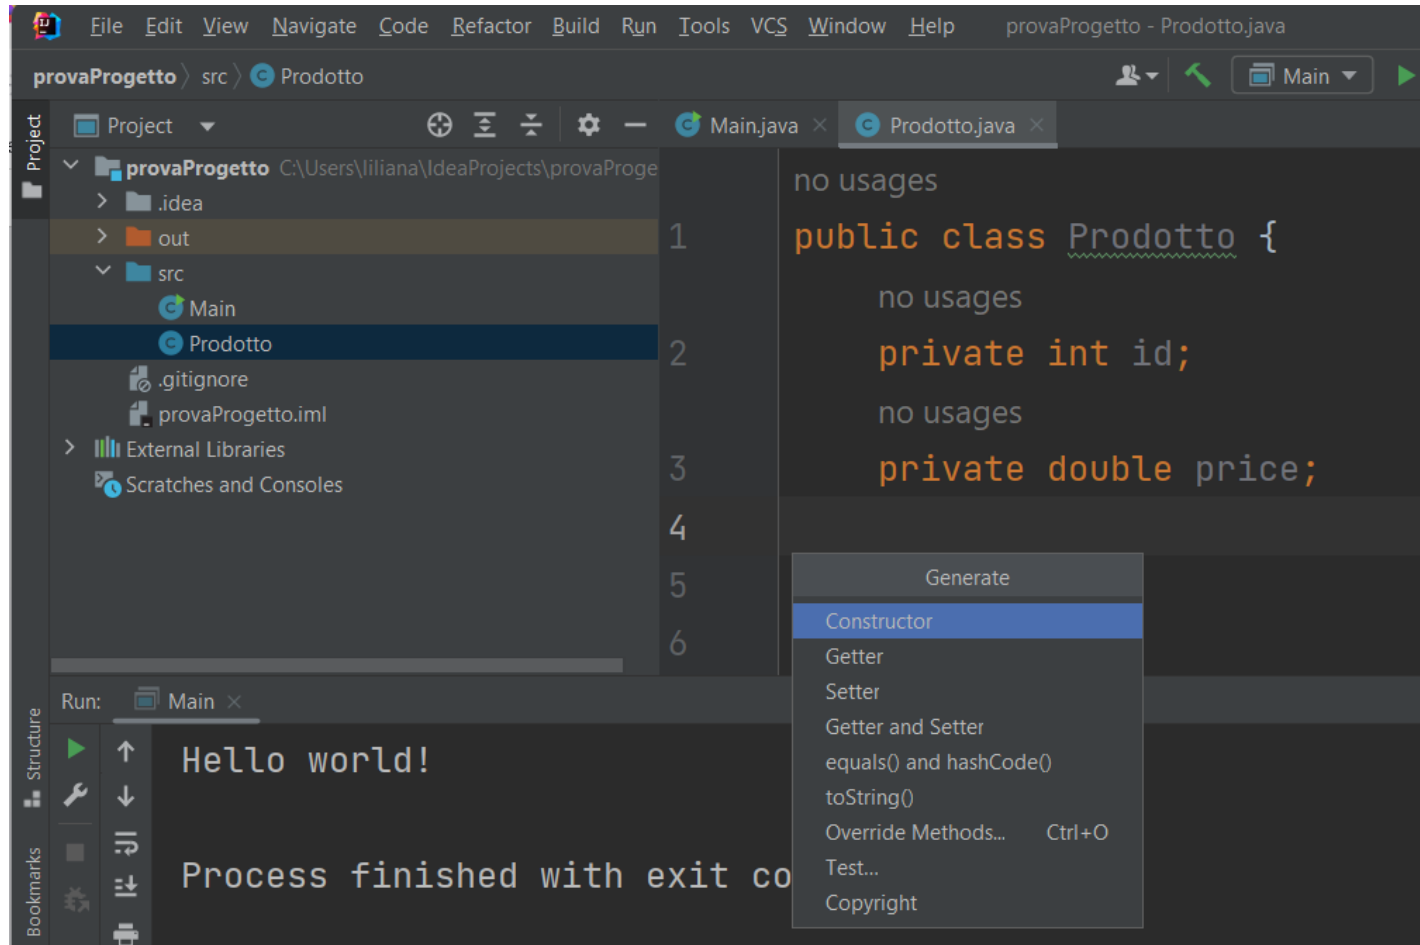 File Edit View Navigate Code Refactor Build Run Tools VCS Window Help provaProgetto - Prodotto.java
provaProgetto src Prodotto
Main
Project
Project
Main.java
Prodotto.java
provaProgetto C:\Users\liliana\IdeaProjects\provaProge
.idea
out
src
Main
Prodotto
.gitignore
provaProgetto.iml
External Libraries
Scratches and Consoles
no usages
1 public class Prodotto {
no usages
2 private int id;
no usages
3 private double price;
4
5
6
Generate
Constructor
Getter
Setter
Getter and Setter
equals() and hashCode()
toString()
Override Methods... Ctrl+O
Test...
Copyright
Run: Main
Hello world!
Process finished with exit co
Structure
Bookmarks